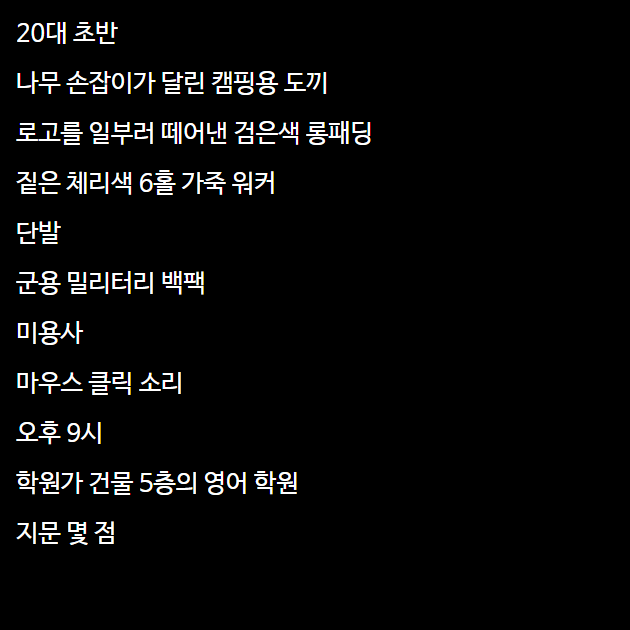 20대 초반
나무 손잡이가 달린 캠핑용 도끼
로고를 일부러 떼어낸 검은색 롱패딩
짙은 체리색 6홀 가죽 워커
단발
군용 밀리터리 백팩
미용사
마우스 클릭 소리
오후 9시
학원가 건물 5층의 영어 학원
지문 몇 점